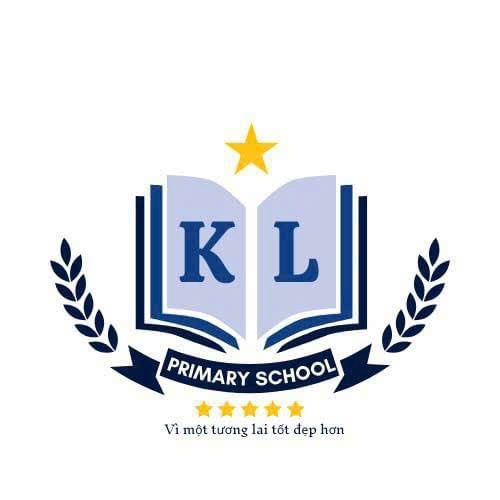 K L
PRIMARY SCHOOL
Vì một tương lai tốt đẹp hơn